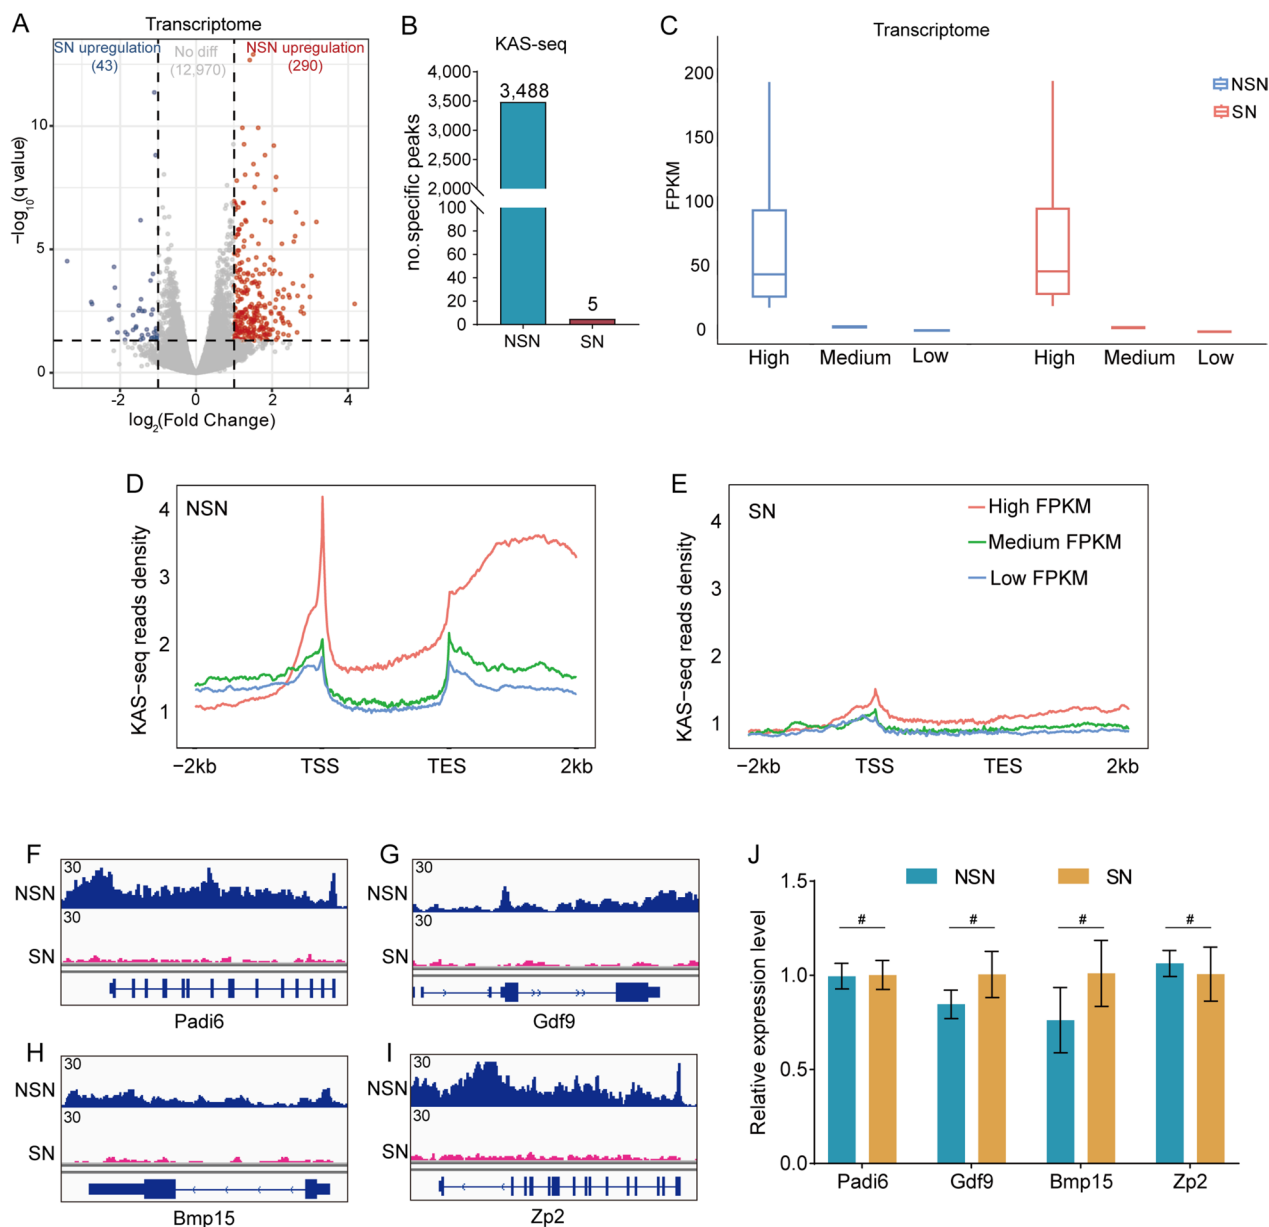 A
Transcriptome
SN upregulation
(43)
No diff
(12,970)
NSN upregulation
(290)
10
5
0
-2
0
2
4
−log10(q value)
log2(Fold Change)
B
KAS-seq
4,000
3,500
3,000
2,500
2,000
100
80
60
40
20
0
3,488
5
NSN
SN
no.specific peaks
C
Transcriptome
200
150
100
50
0
FPKM
NSN
SN
High
Medium
Low
High
Medium
Low
D
NSN
4
3
2
1
KAS−seq reads density
−2kb
TSS
TES
2kb
E
SN
High FPKM
Medium FPKM
Low FPKM
4
3
2
1
KAS−seq reads density
−2kb
TSS
TES
2kb
F
30
NSN
30
SN
Padi6
G
30
NSN
30
SN
Gdf9
H
30
NSN
30
SN
Bmp15
I
30
NSN
30
SN
Zp2
J
NSN
SN
1.5
1.0
0.5
0.0
Relative expression level
#
#
#
#
Padi6
Gdf9
Bmp15
Zp2